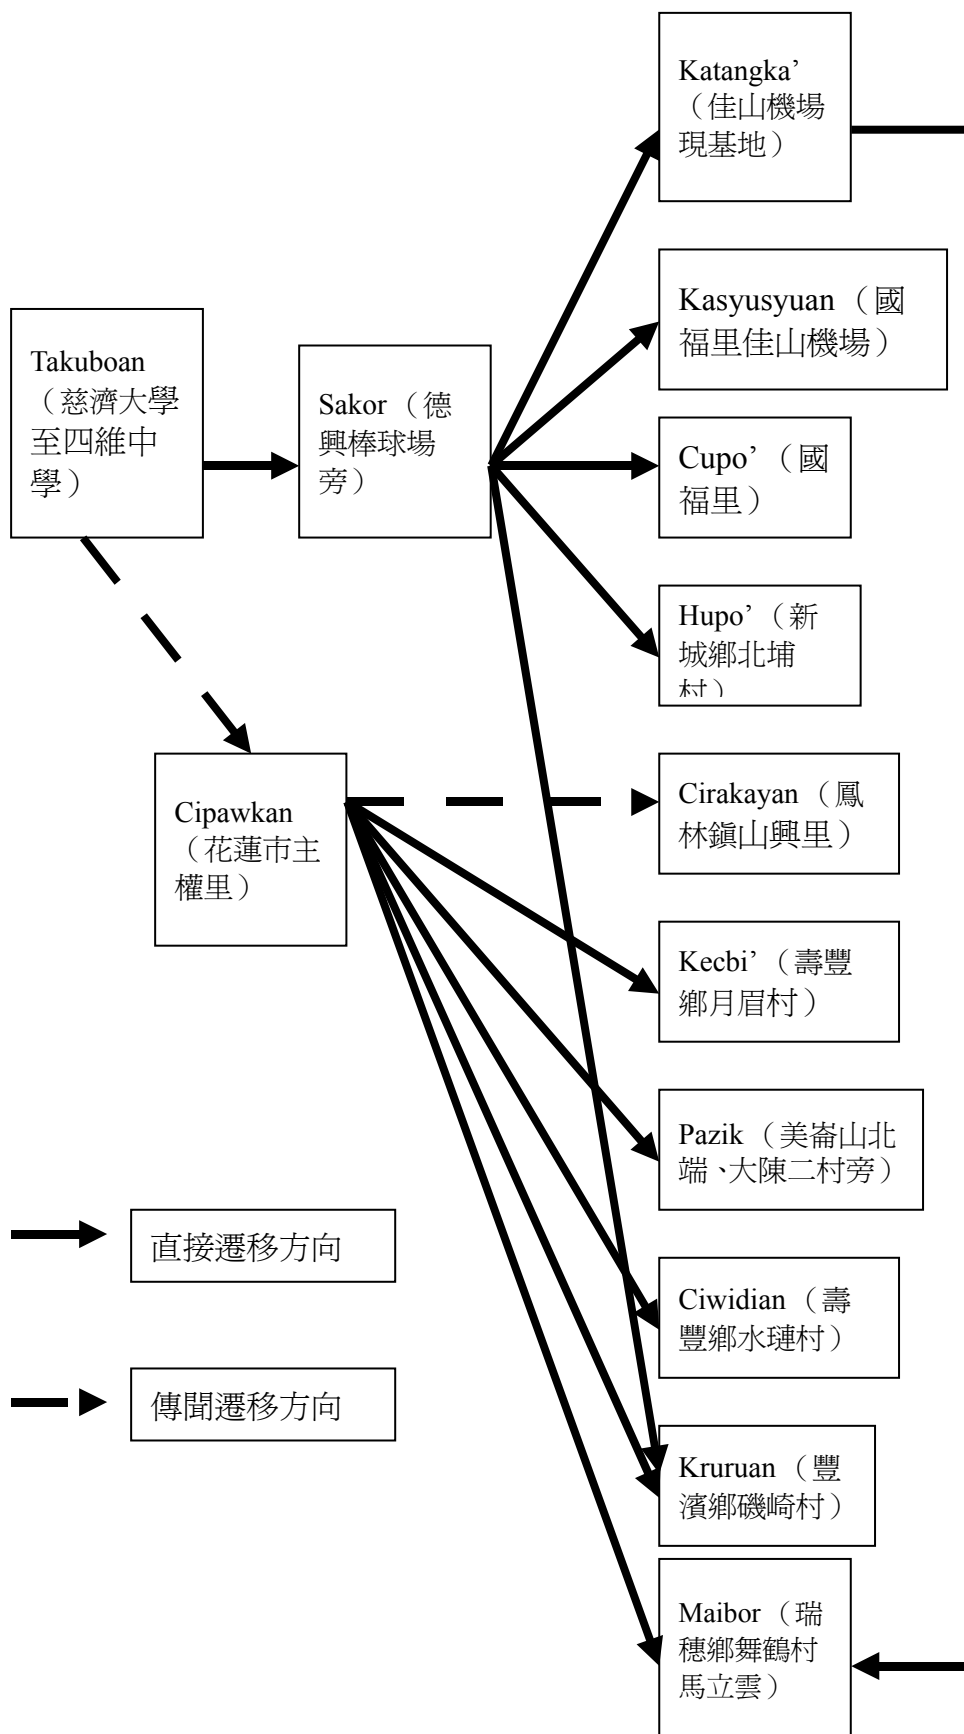 Katangka’
（佳山機場
現基地）
Kasyusyuan（國
福里佳山機場）
Takuboan
（慈濟大學
至四維中
學）
Sakor（德
興棒球場
旁）
Cupo’（國
福里）
Hupo’（新
城鄉北埔
村）
Cipawkan
（花蓮市主
權里）
Cirakayan（鳳
林鎮山興里）
Kecbi’（壽豐
鄉月眉村）
Pazik（美崙山北
端、大陳二村旁）
直接遷移方向
Ciwidian（壽
豐鄉水璉村）
傳聞遷移方向
Kruruan（豐
濱鄉磯崎村）
Maibor（瑞
穗鄉舞鶴村
馬立雲）